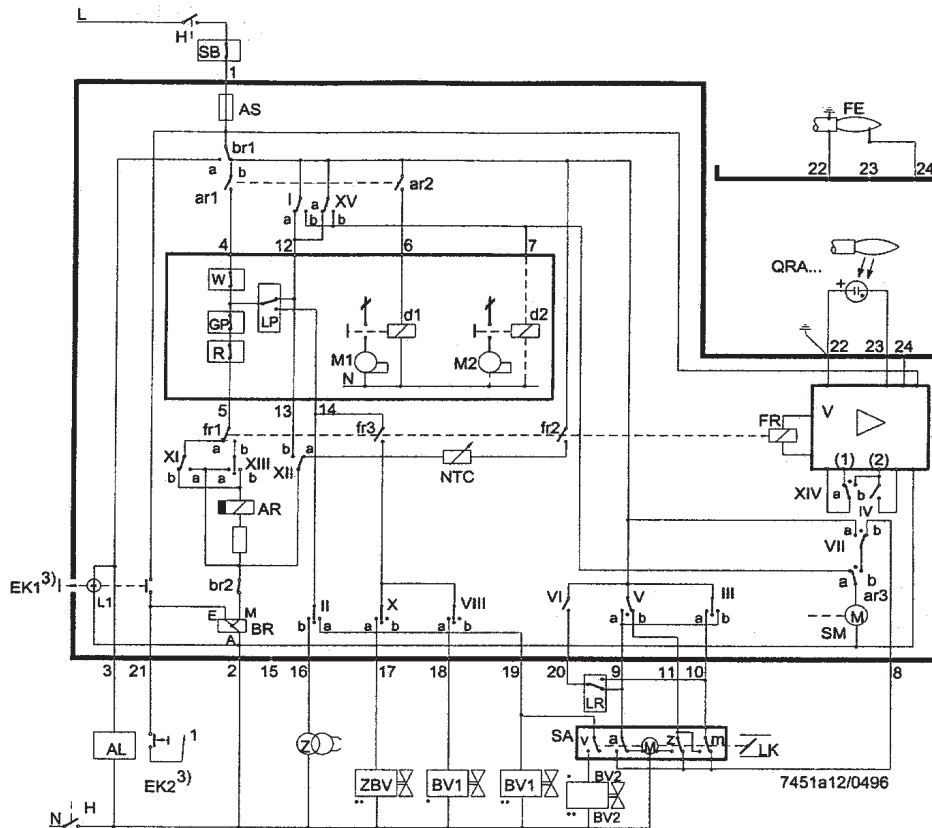 L
H
SB
1
AS
FE
br1
22 23 24
a b
ar1 ar2
I XV
a a b b
4 12 6 7
QRA...
+
W
LP
GP
d1 d2
R
M1 M2
N
22 23 24
V
5 13 14
fr1 fr3 fr2
FR
a b
XI XIII XII
b a a b a
NTC
(1) (2)
XIV a b IV
AR
a b
VII
a b
ar3
EK1³⁾
L1
br2
E M
BR
A
II X VIII
b a a b a b
VI V III
a b a b
SM
M
3 21 2 15 16 17 18 19 20 9 11 10 8
LR
AL
1
EK2³⁾
Z
SA v a M z m
LK
ZBV BV1 BV1 BV2
BV2
7451a12/0496
N H